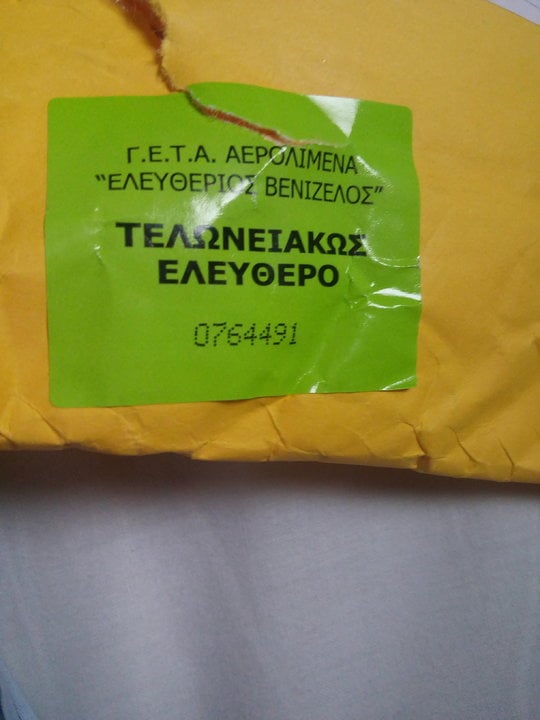 Γ.Ε.Τ.Α. ΑΕΡΟΛΙΜΕΝΑ
"ΕΛΕΥΘΕΡΙΟΣ ΒΕΝΙΖΕΛΟΣ"
ΤΕΛΩΝΕΙΑΚΩΣ
ΕΛΕΥΘΕΡΟ
0764491